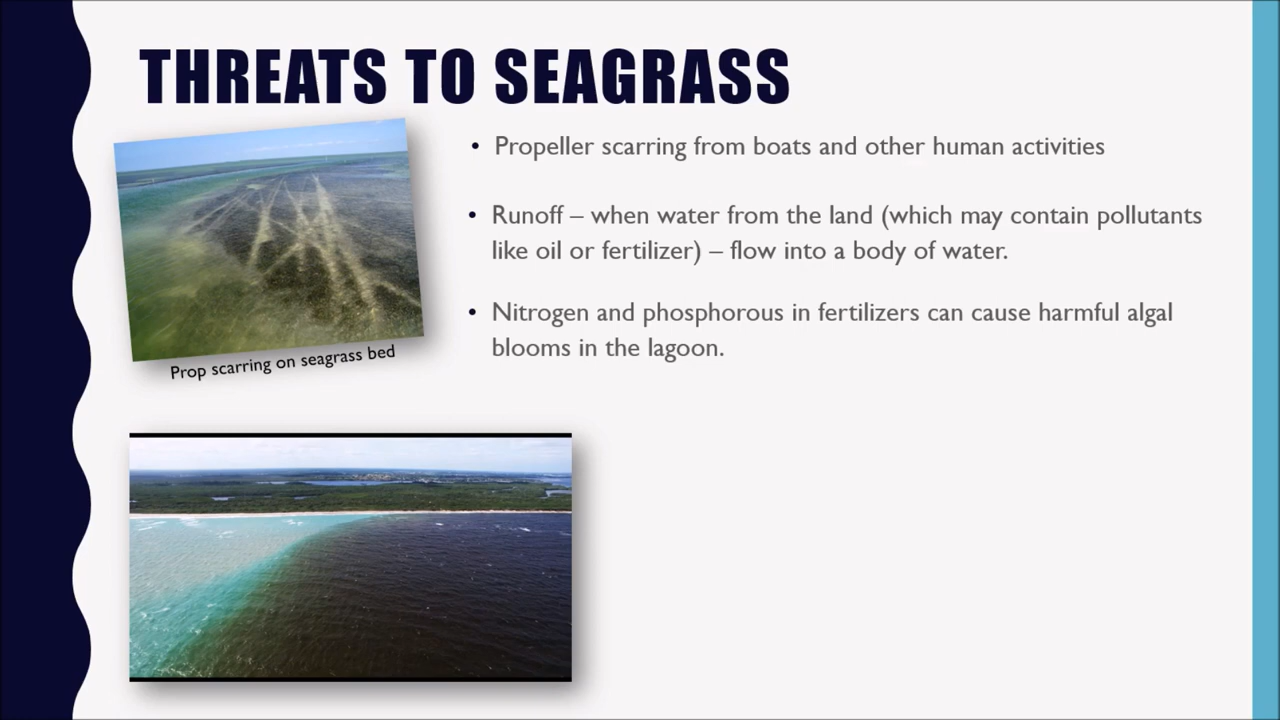 THREATS TO SEAGRASS
• Propeller scarring from boats and other human activities
• Runoff – when water from the land (which may contain pollutants
like oil or fertilizer) – flow into a body of water.
• Nitrogen and phosphorous in fertilizers can cause harmful algal
blooms in the lagoon.
Prop scarring on seagrass bed